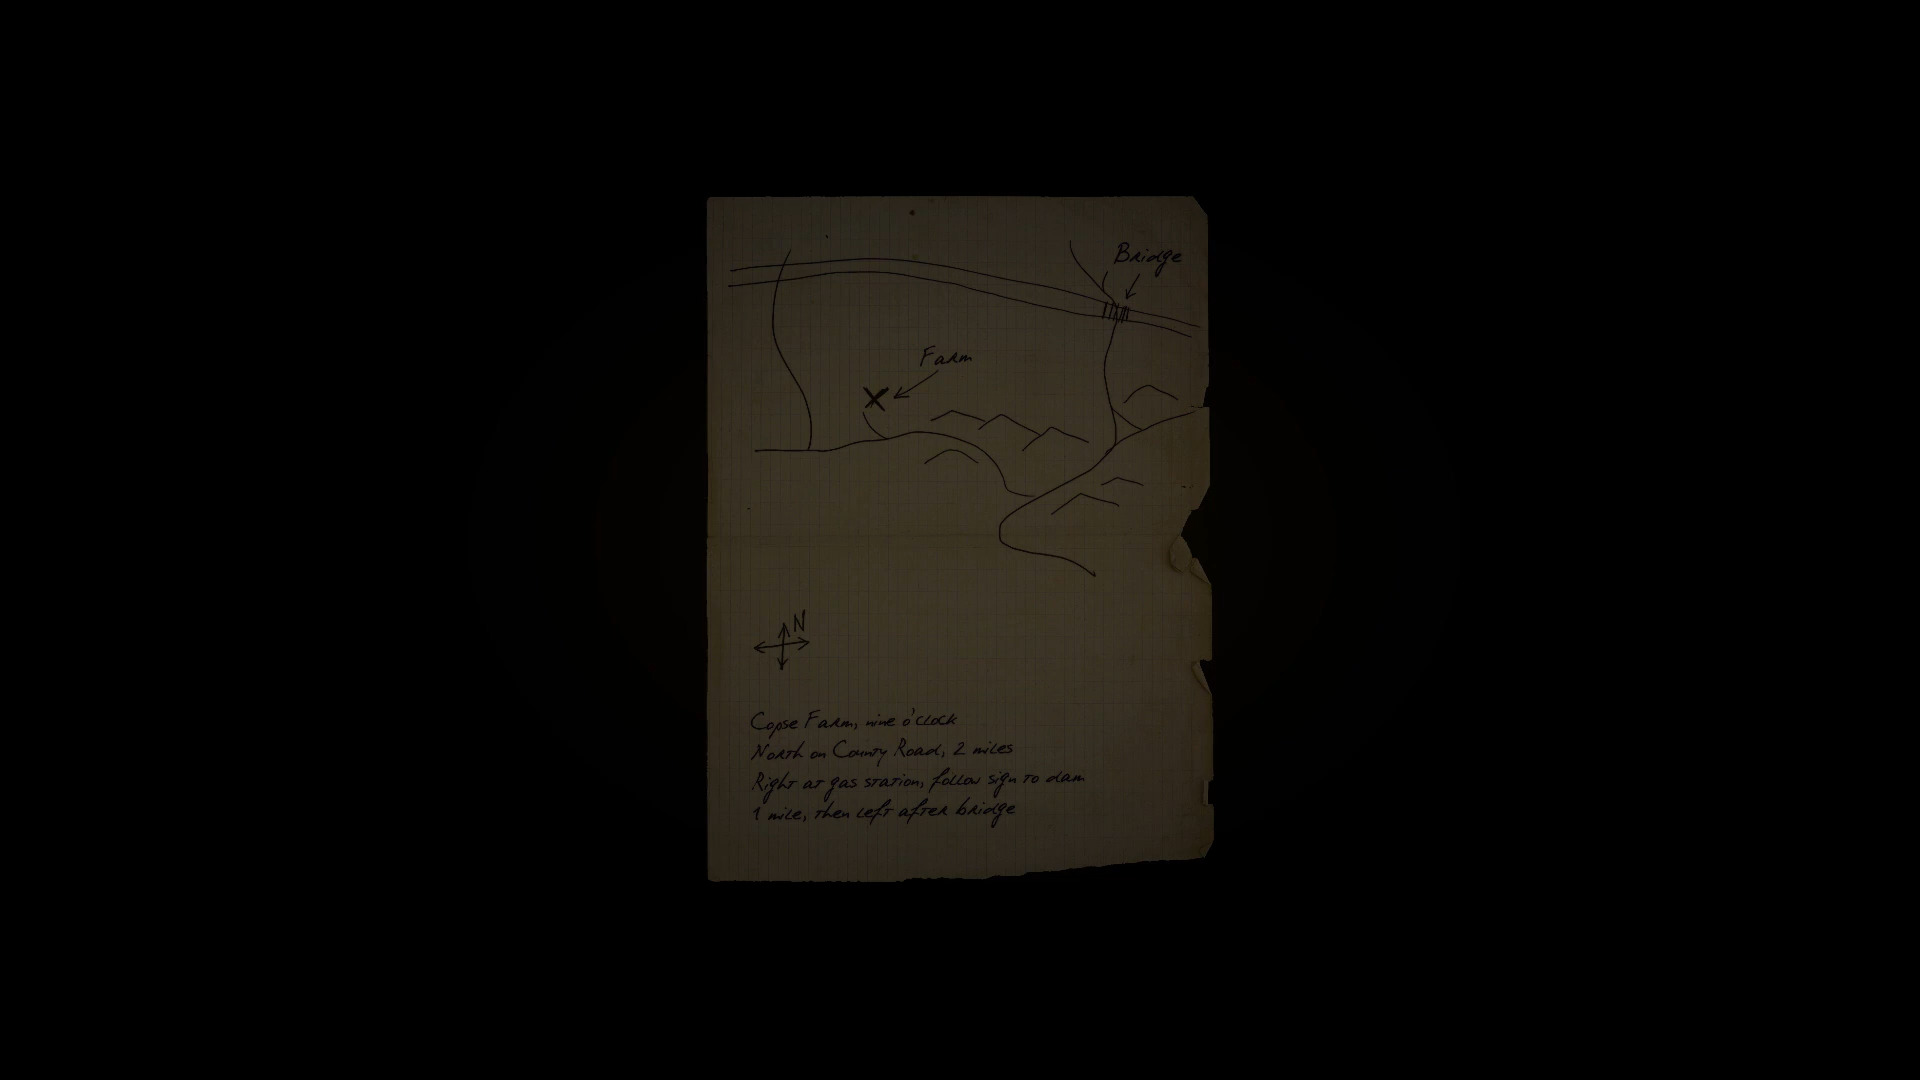 Bridge
Farm
N
Copse Farm, nine o'clock
North on County Road, 2 miles
Right at gas station, follow sign to dam
1 mile, then left after bridge